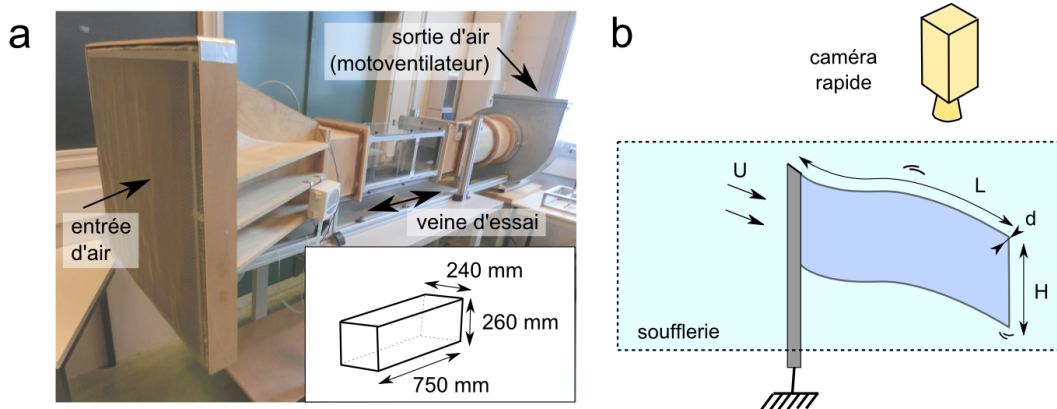 a
sortie d'air
(motoventilateur)
entrée
d'air
veine d'essai
240 mm
260 mm
750 mm
b
caméra
rapide
U
L
d
H
soufflerie